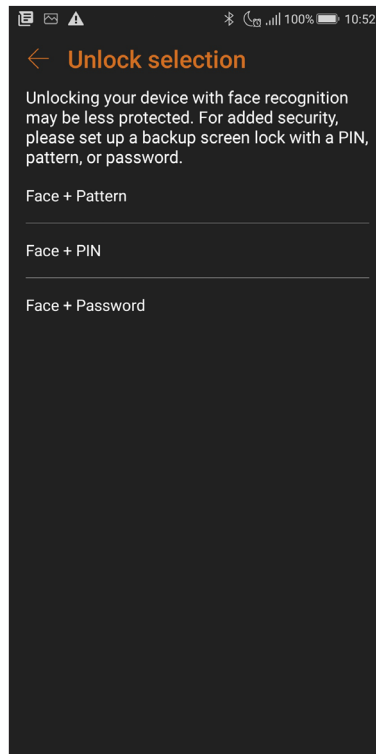 100% 10:52
Unlock selection
Unlocking your device with face recognition
may be less protected. For added security,
please set up a backup screen lock with a PIN,
pattern, or password.
Face + Pattern
Face + PIN
Face + Password